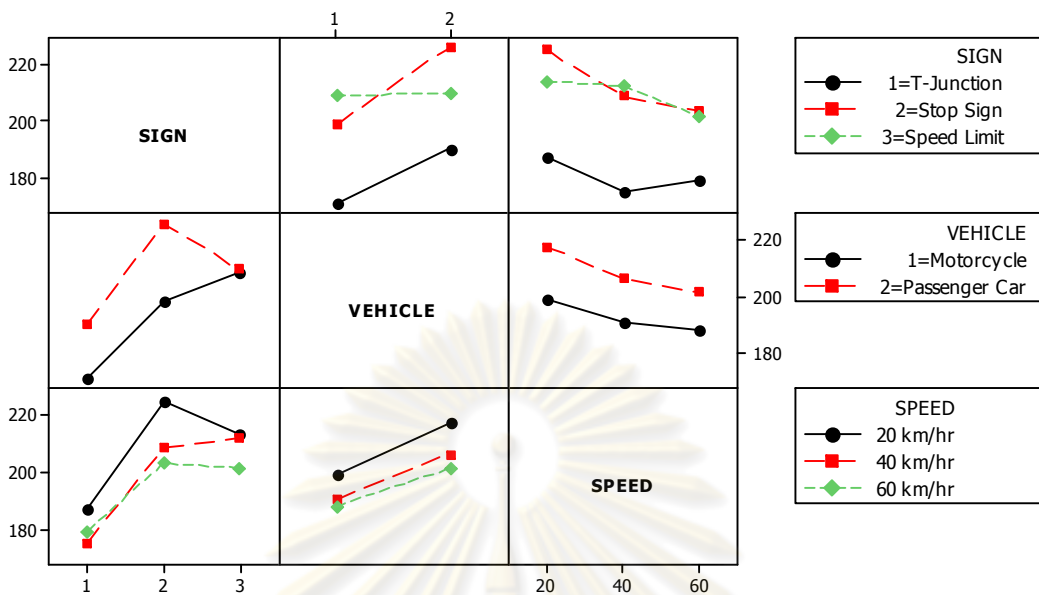 1 2
220
200
180
SIGN
SIGN
1=T-Junction
2=Stop Sign
3=Speed Limit
VEHICLE
220
200
180
VEHICLE
1=Motorcycle
2=Passenger Car
220
200
180
SPEED
SPEED
20 km/hr
40 km/hr
60 km/hr
1 2 3 20 40 60